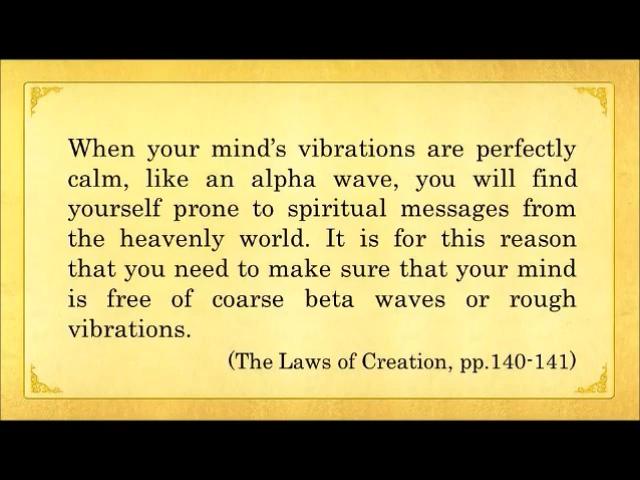 When your mind's vibrations are perfectly
calm, like an alpha wave, you will find
yourself prone to spiritual messages from
the heavenly world. It is for this reason
that you need to make sure that your mind
is free of coarse beta waves or rough
vibrations.
(The Laws of Creation, pp.140-141)